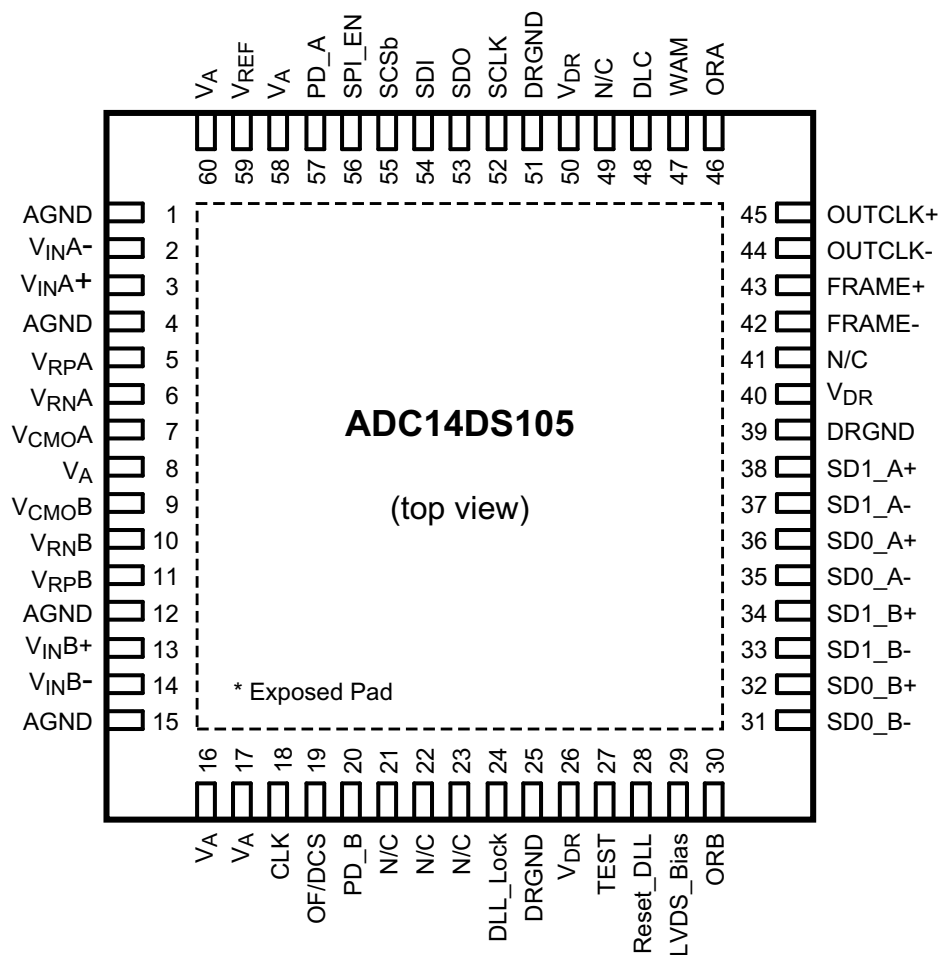 VA VREF VA PD_A SPI_EN SCSb SDI SDO SCLK DRGND VDR N/C DLC WAM ORA
60 59 58 57 56 55 54 53 52 51 50 49 48 47 46
AGND 1
VINA- 2
VINA+ 3
AGND 4
VRPA 5
VRNA 6
VCMOA 7
VA 8
VCMOB 9
VRNB 10
VRPB 11
AGND 12
VINB+ 13
VINB- 14
AGND 15
ADC14DS105
(top view)
* Exposed Pad
45 OUTCLK+
44 OUTCLK-
43 FRAME+
42 FRAME-
41 N/C
40 VDR
39 DRGND
38 SD1_A+
37 SD1_A-
36 SD0_A+
35 SD0_A-
34 SD1_B+
33 SD1_B-
32 SD0_B+
31 SD0_B-
16 17 18 19 20 21 22 23 24 25 26 27 28 29 30
VA VA CLK OF/DCS PD_B N/C N/C N/C DLL_Lock DRGND VDR TEST Reset_DLL LVDS_Bias ORB